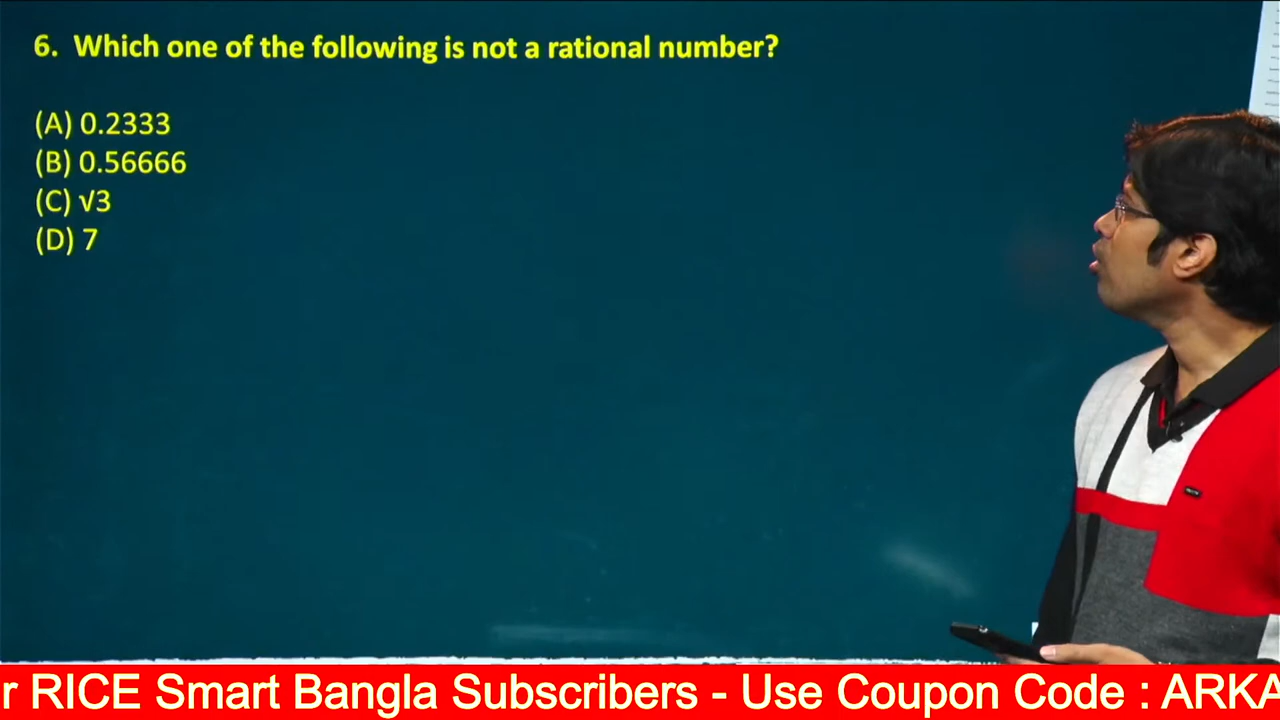 6. Which one of the following is not a rational number?
(A) 0.2333
(B) 0.56666
(C) √3
(D) 7
r RICE Smart Bangla Subscribers - Use Coupon Code : ARKA